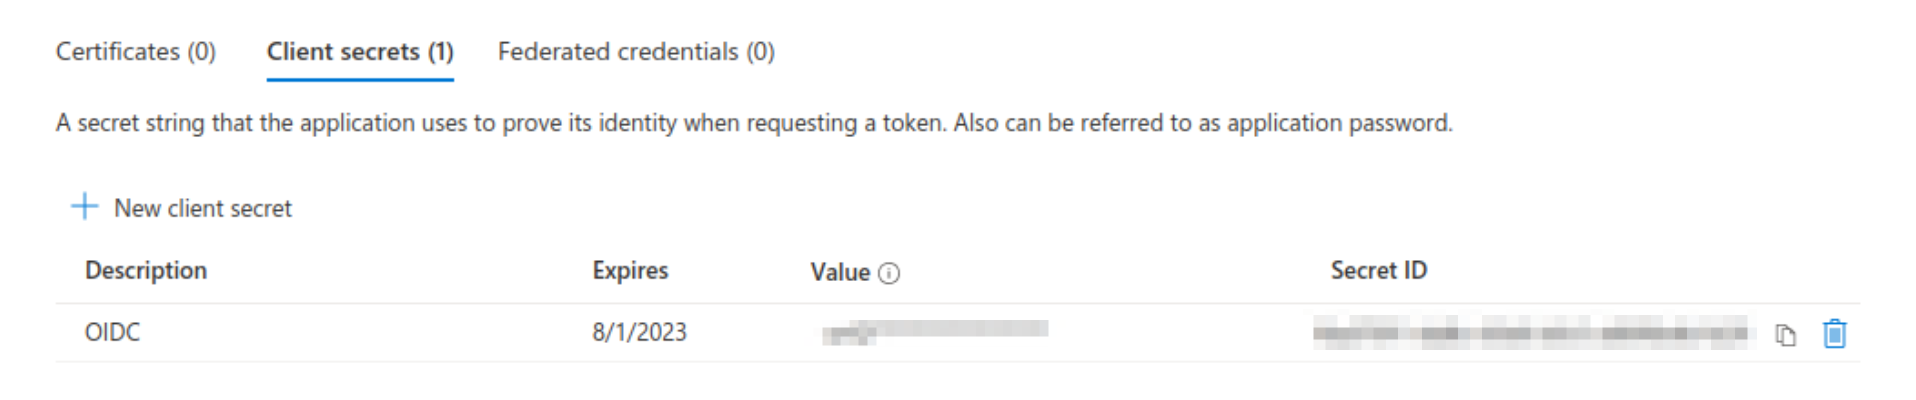 Certificates (0) Client secrets (1) Federated credentials (0)
A secret string that the application uses to prove its identity when requesting a token. Also can be referred to as application password.
New client secret
Description Expires Value Secret ID
OIDC 8/1/2023